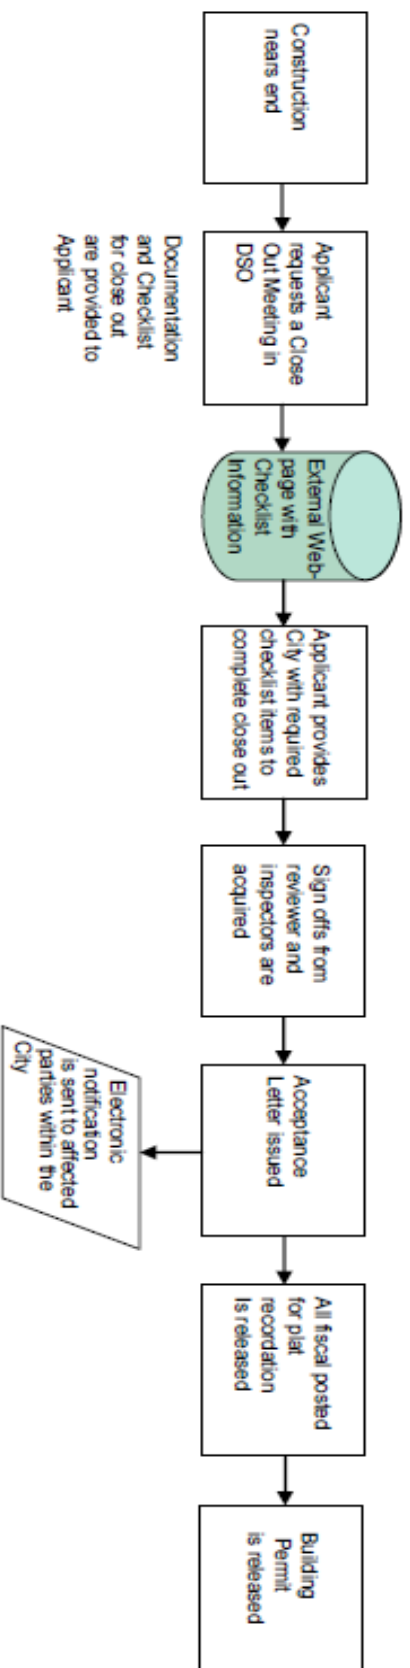 Construction
nears end
Applicant
requests a Close
Out Meeting in
DSO
Documentation
and Checklist
for close out
are provided to
Applicant
External Web-
page with
Checklist
Information
Applicant provides
City with required
checklist items to
complete close out
Sign offs from
reviewer and
inspectors are
acquired
Acceptance
Letter issued
Electronic
notification
is sent to affected
parties within the
City
All fiscal posted
for plat
recordation
Is released
Building
Permit
is released